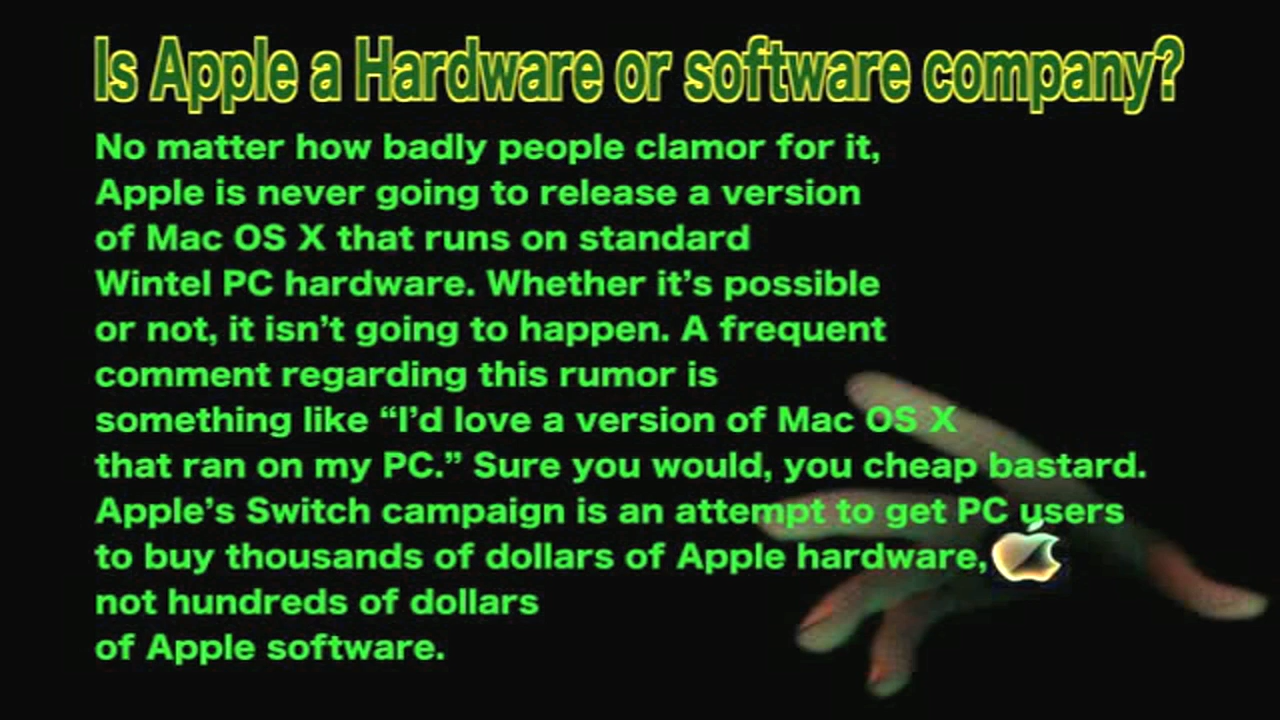 Is Apple a Hardware or software company?
No matter how badly people clamor for it,
Apple is never going to release a version
of Mac OS X that runs on standard
Wintel PC hardware. Whether it’s possible
or not, it isn’t going to happen. A frequent
comment regarding this rumor is
something like “I’d love a version of Mac OS X
that ran on my PC.” Sure you would, you cheap bastard.
Apple’s Switch campaign is an attempt to get PC users
to buy thousands of dollars of Apple hardware,
not hundreds of dollars
of Apple software.